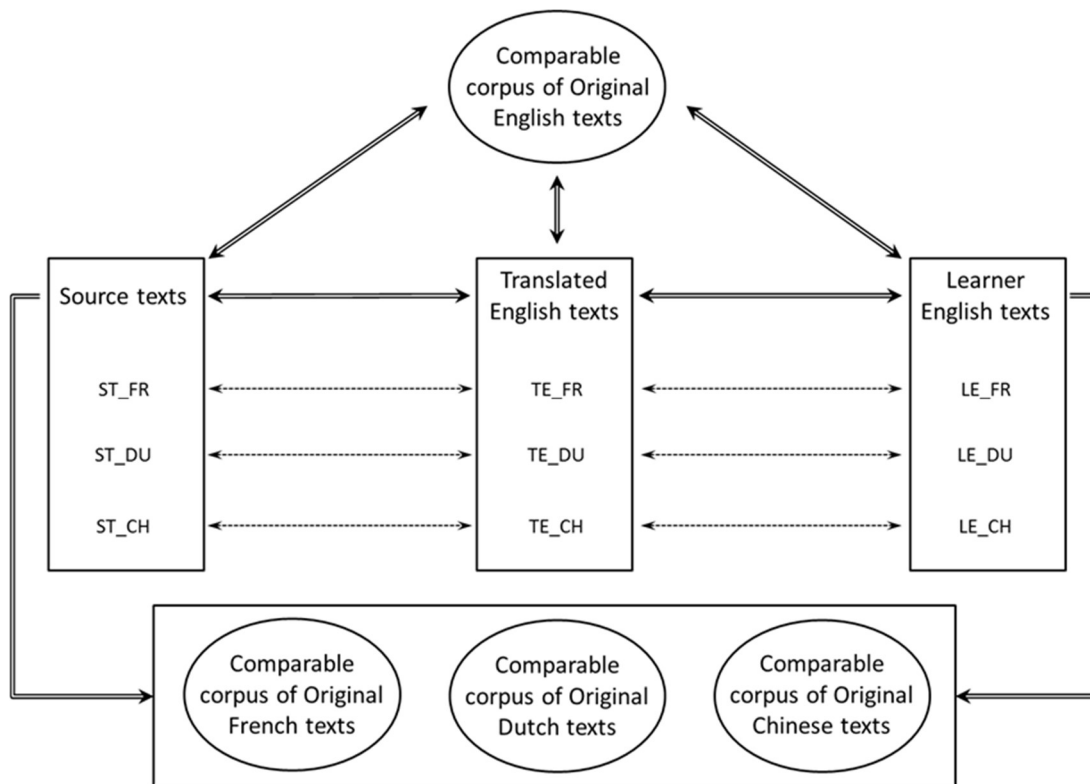 Comparable
corpus of Original
English texts
Source texts
Translated
English texts
Learner
English texts
ST_FR
TE_FR
LE_FR
ST_DU
TE_DU
LE_DU
ST_CH
TE_CH
LE_CH
Comparable
corpus of Original
French texts
Comparable
corpus of Original
Dutch texts
Comparable
corpus of Original
Chinese texts